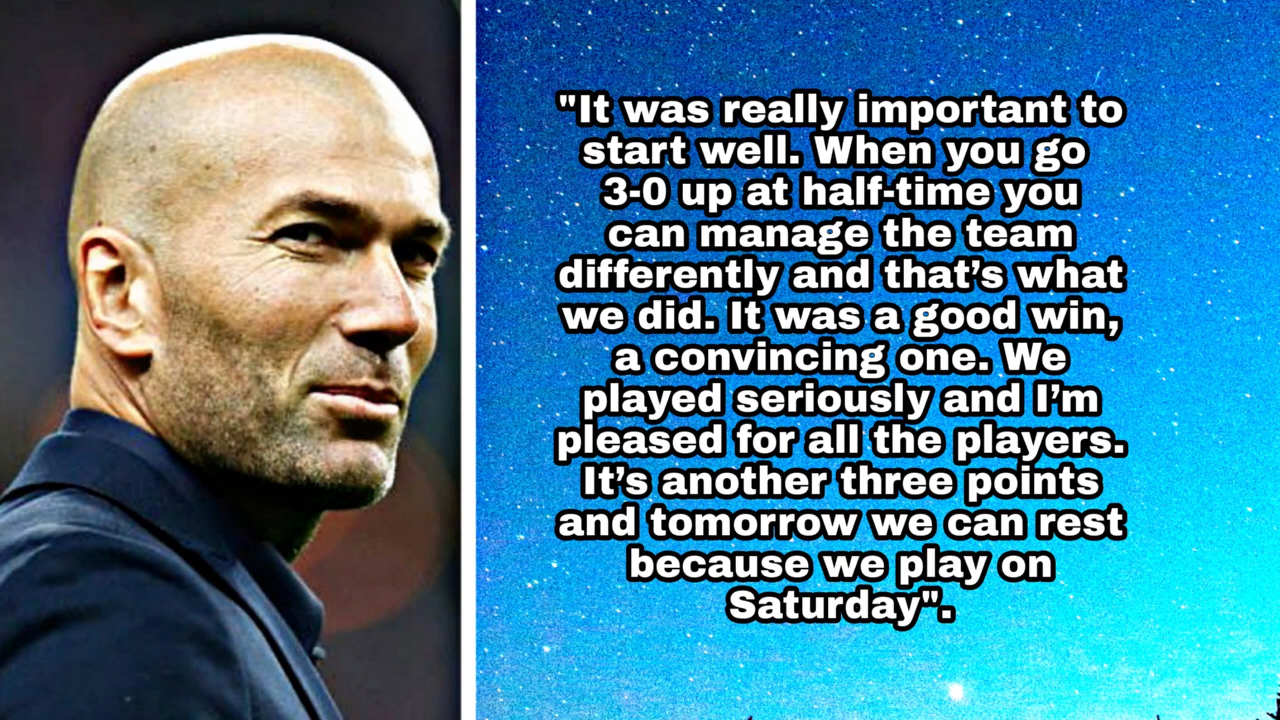 "It was really important to
start well. When you go
3-0 up at half-time you
can manage the team
differently and that’s what
we did. It was a good win,
a convincing one. We
played seriously and I’m
pleased for all the players.
It’s another three points
and tomorrow we can rest
because we play on
Saturday".